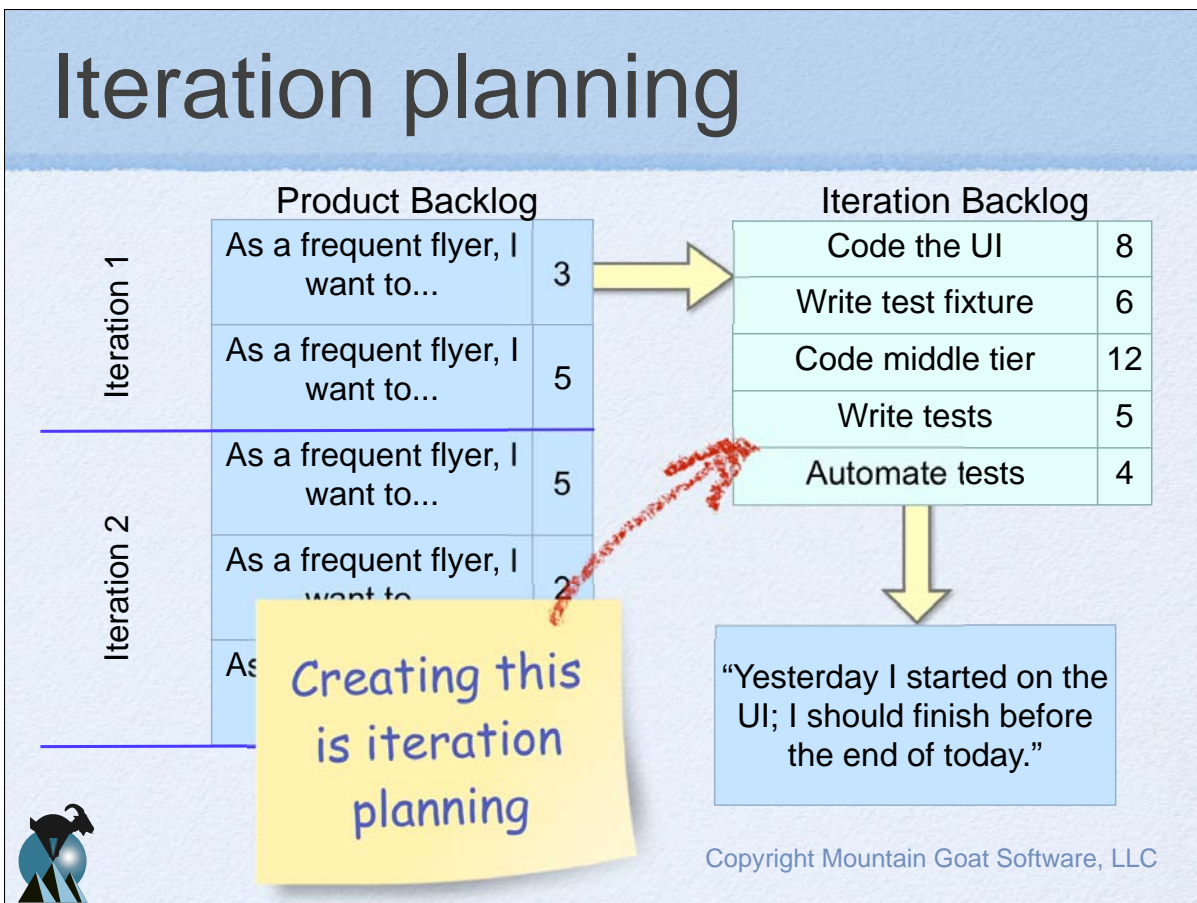 Iteration planning
Product Backlog
Iteration 1
As a frequent flyer, I
want to...
3
As a frequent flyer, I
want to...
5
Iteration 2
As a frequent flyer, I
want to...
5
As a frequent flyer, I
want to
2
As
Creating this
is iteration
planning
Iteration Backlog
Code the UI 8
Write test fixture 6
Code middle tier 12
Write tests 5
Automate tests 4
“Yesterday I started on the
UI; I should finish before
the end of today.”
Copyright Mountain Goat Software, LLC